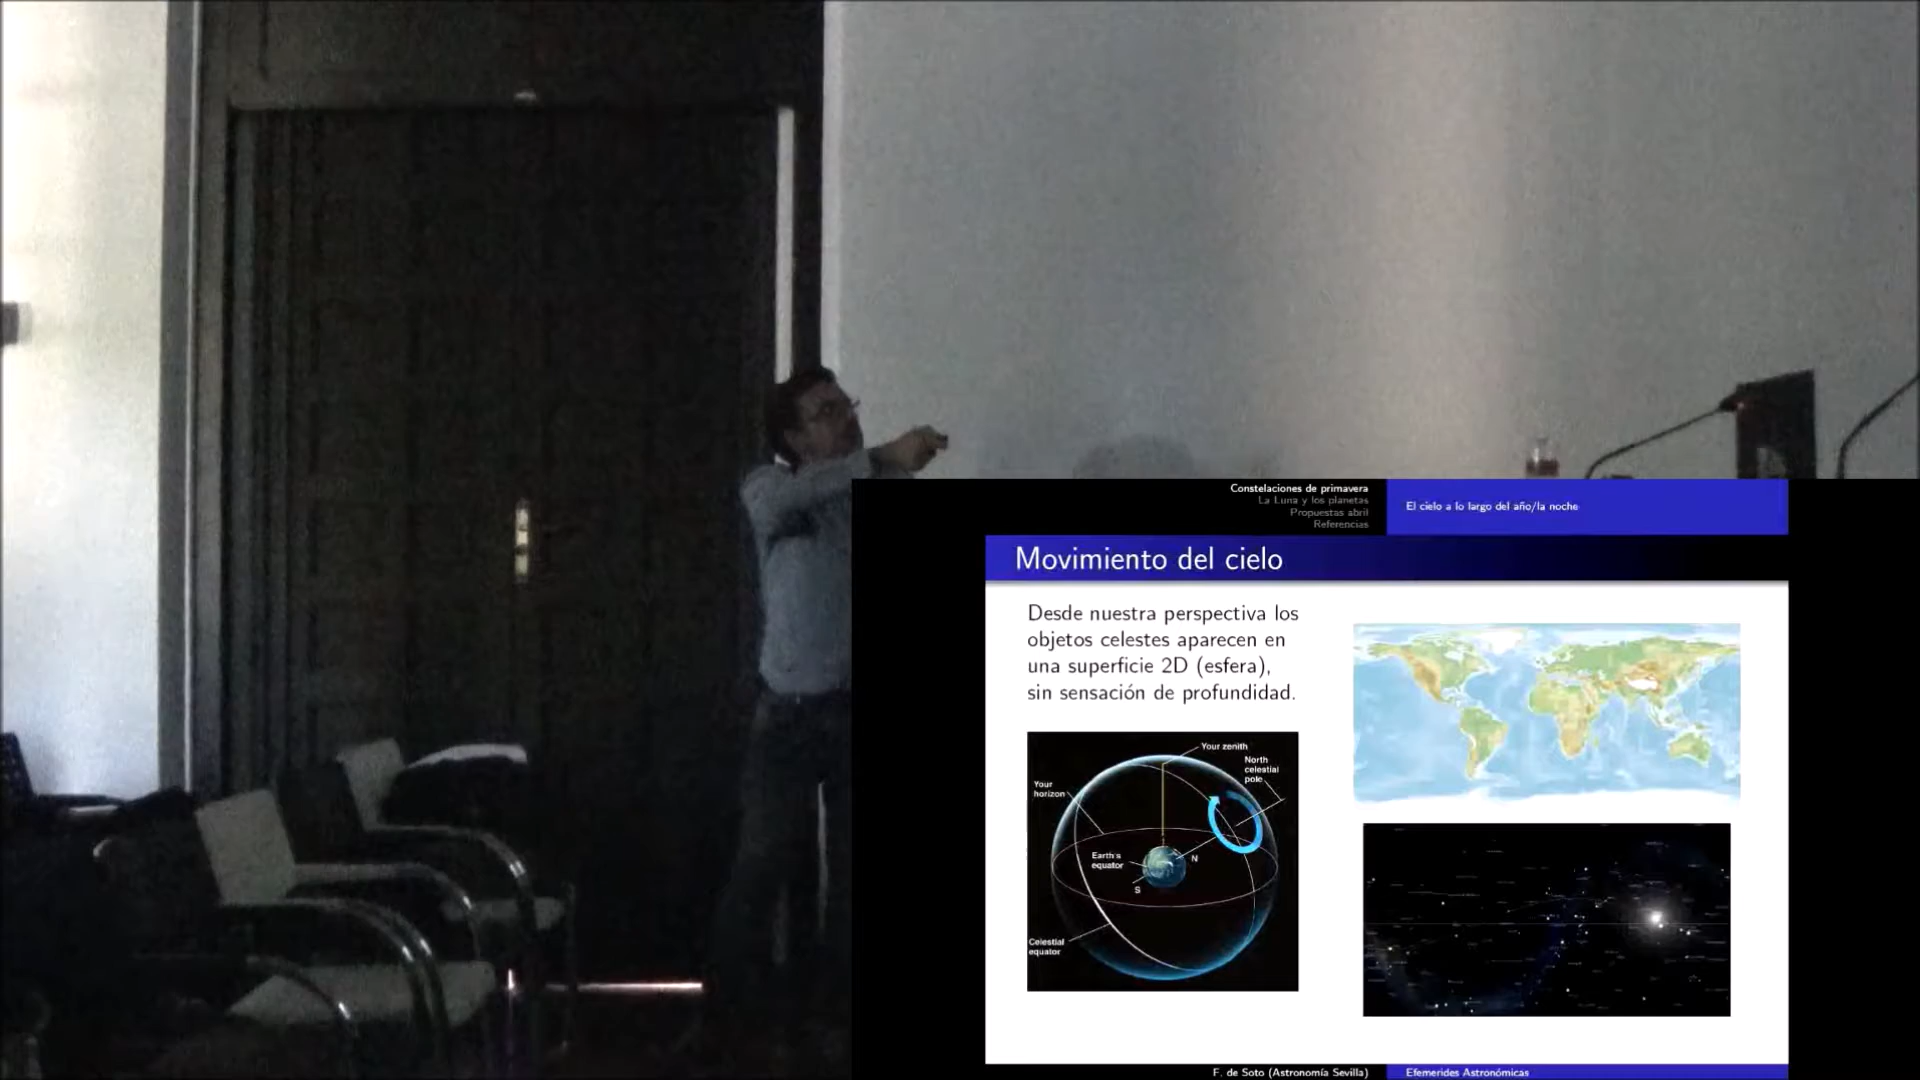 Constelaciones de primavera
La Luna y los planetas
Propuestas abril
Referencias
El cielo a lo largo del año/la noche
Movimiento del cielo
Desde nuestra perspectiva los
objetos celestes aparecen en
una superficie 2D (esfera),
sin sensación de profundidad.
Your zenith
North
celestial
pole
Your
horizon
Earth's
equator
N
S
Celestial
equator
F. de Soto (Astronomía Sevilla)
Efemerides Astronómicas